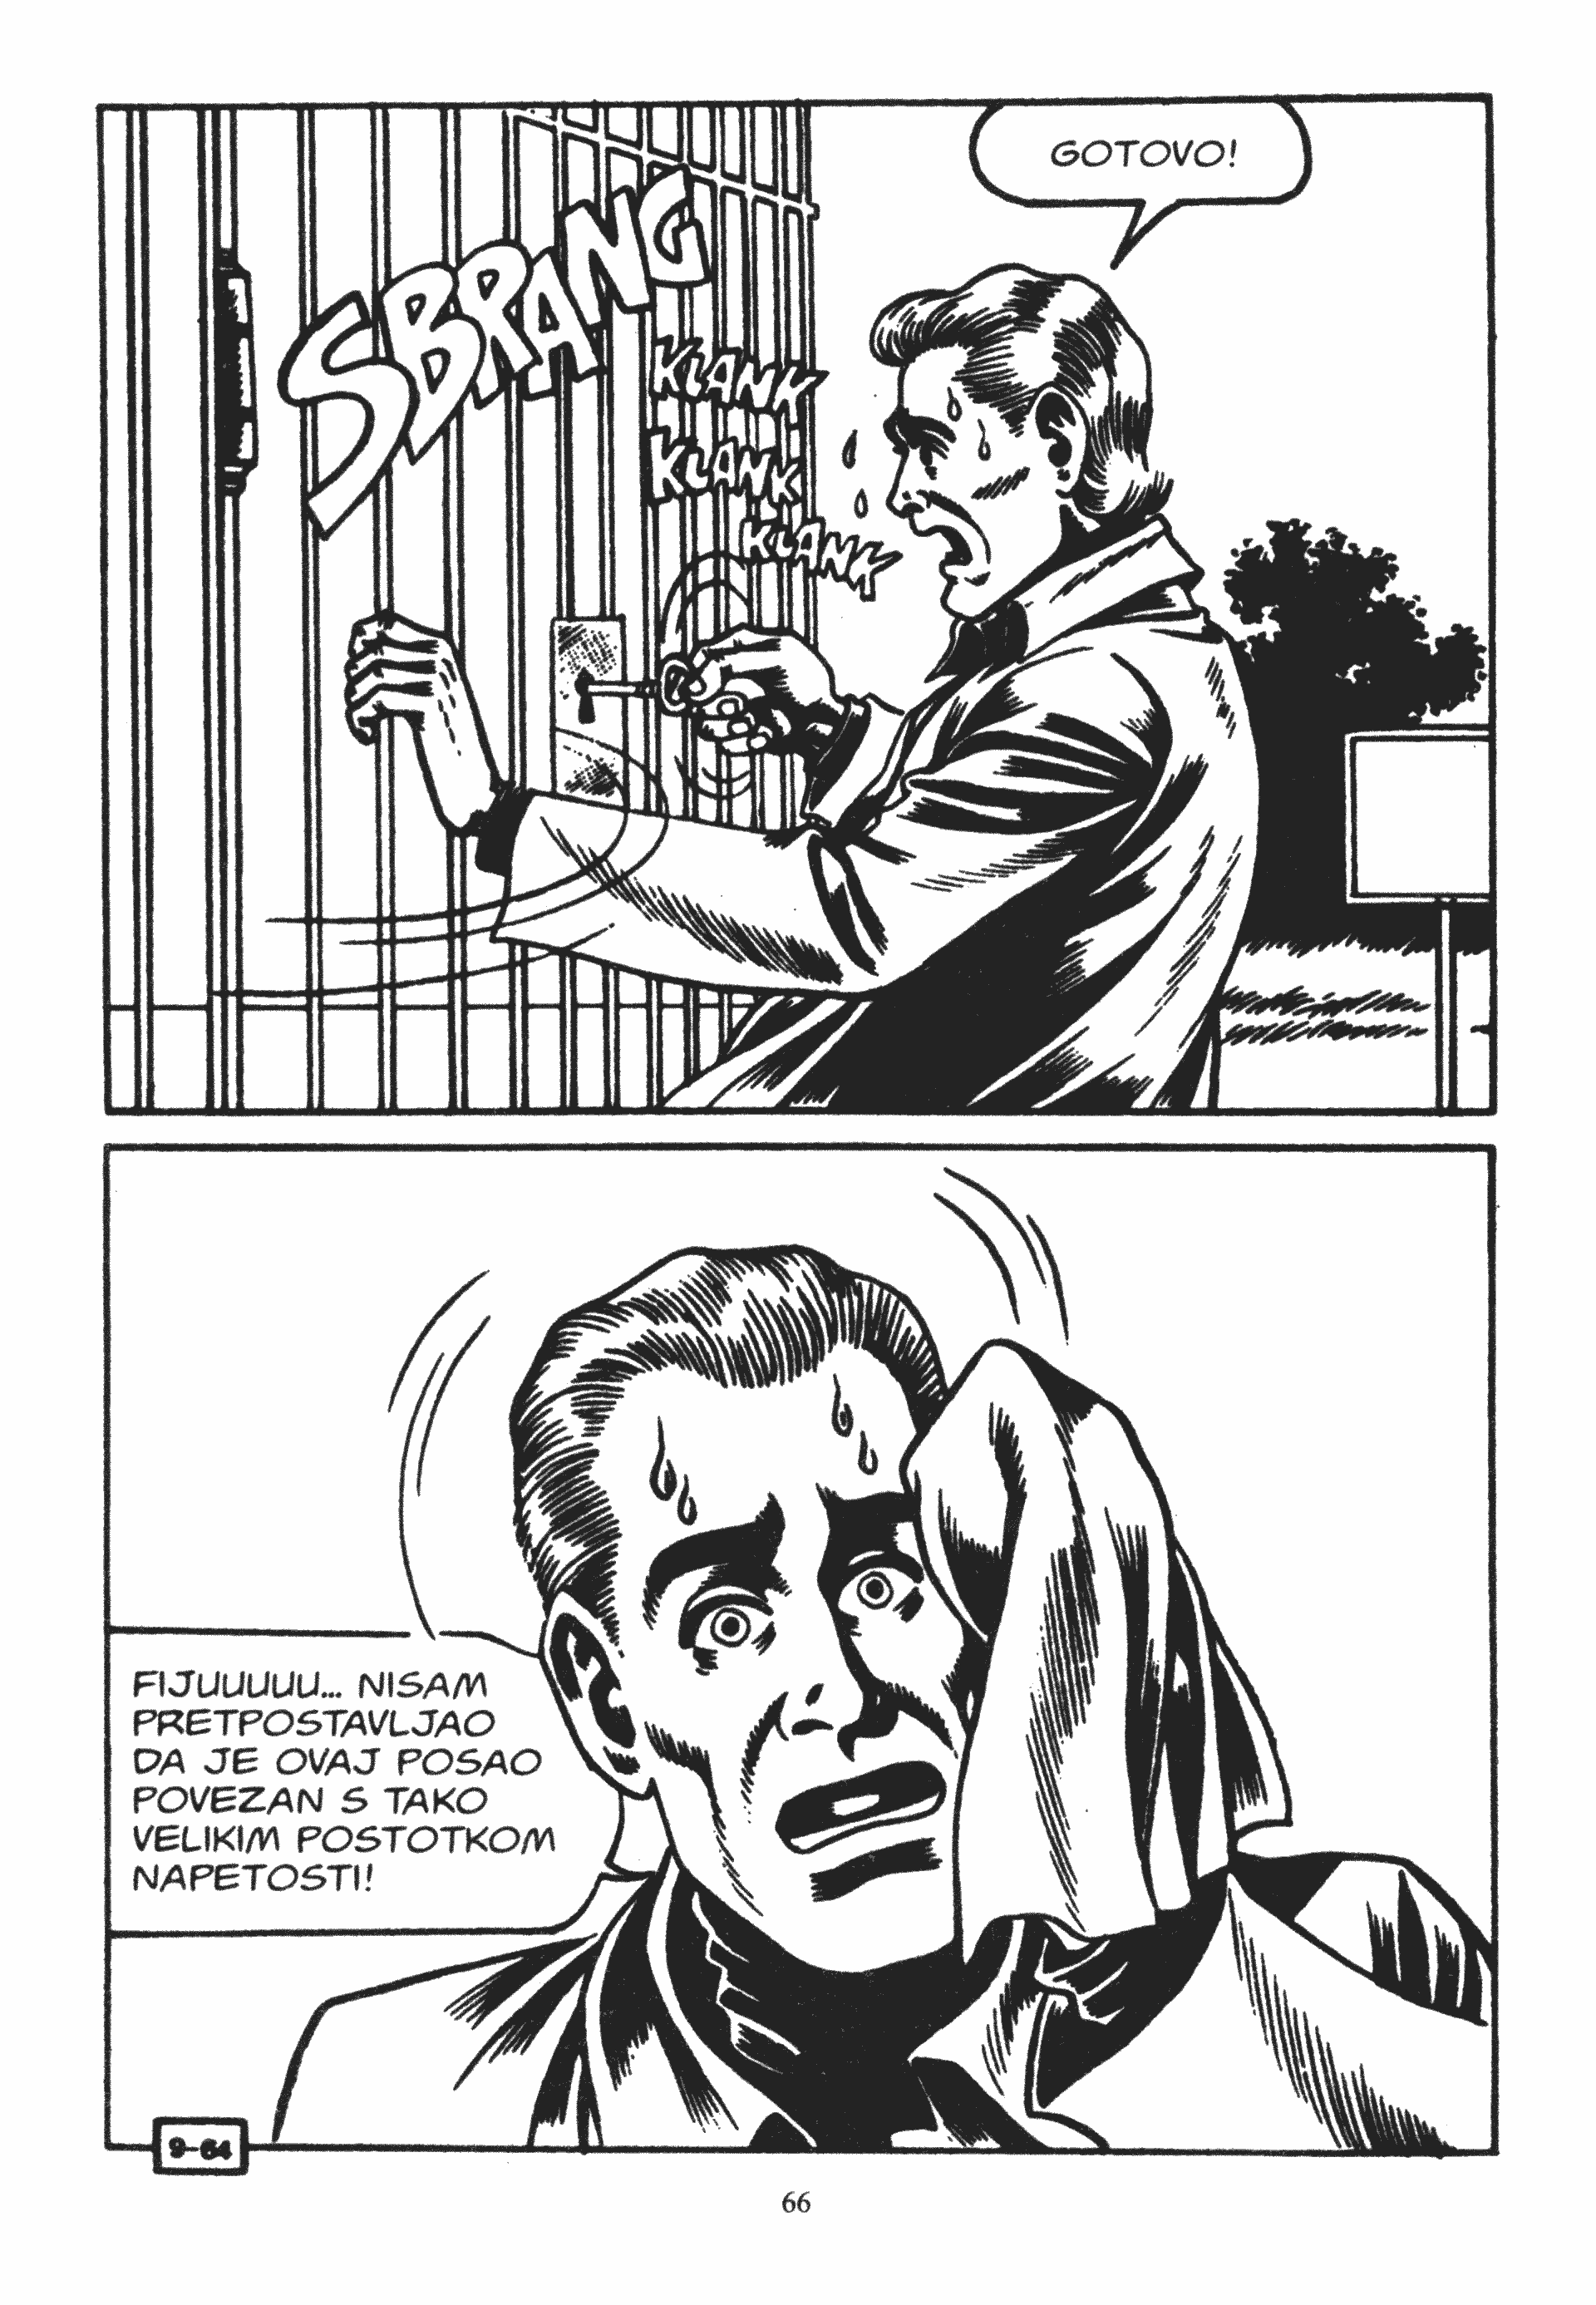 GOTOVO!
SBRANG
KLANK
KLANK
KLANK
FIJUUUUU... NISAM
PRETPOSTAVLJAO
DA JE OVAJ POSAO
POVEZAN S TAKO
VELIKIM POSTOTKOM
NAPETOSTI!
9-64
66